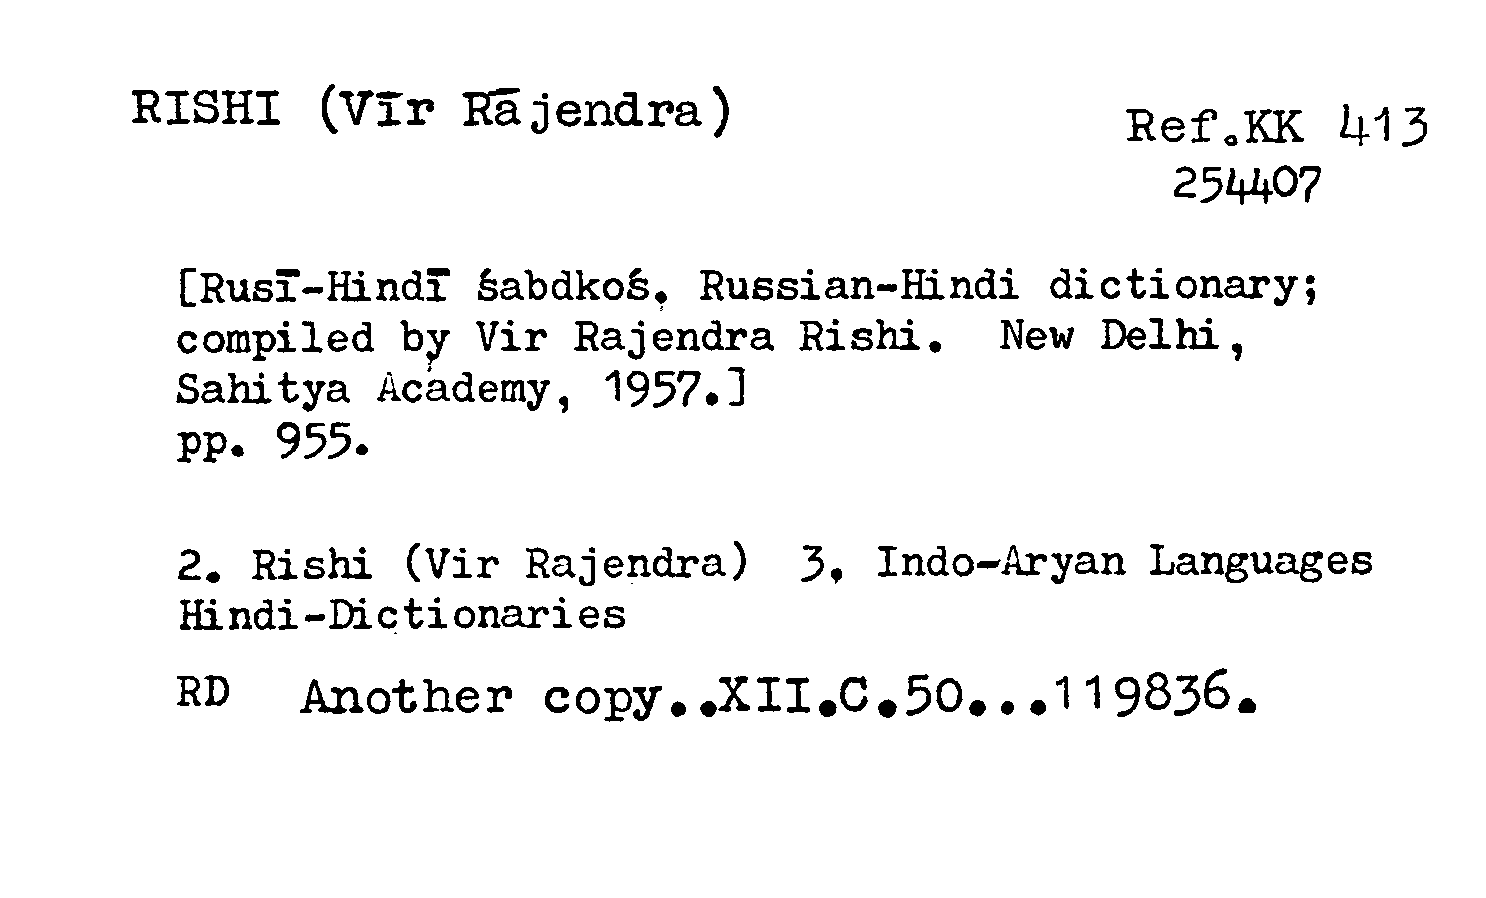 RISHI (Vīr Rājendra)
Ref.KK 413
254407
[Rusī-Hindī śabdkoś. Russian-Hindi dictionary;
compiled by Vir Rajendra Rishi. New Delhi,
Sahitya Academy, 1957.]
pp. 955.
2. Rishi (Vir Rajendra) 3. Indo-Aryan Languages
Hindi-Dictionaries
RD Another copy..XII.C.50...119836.